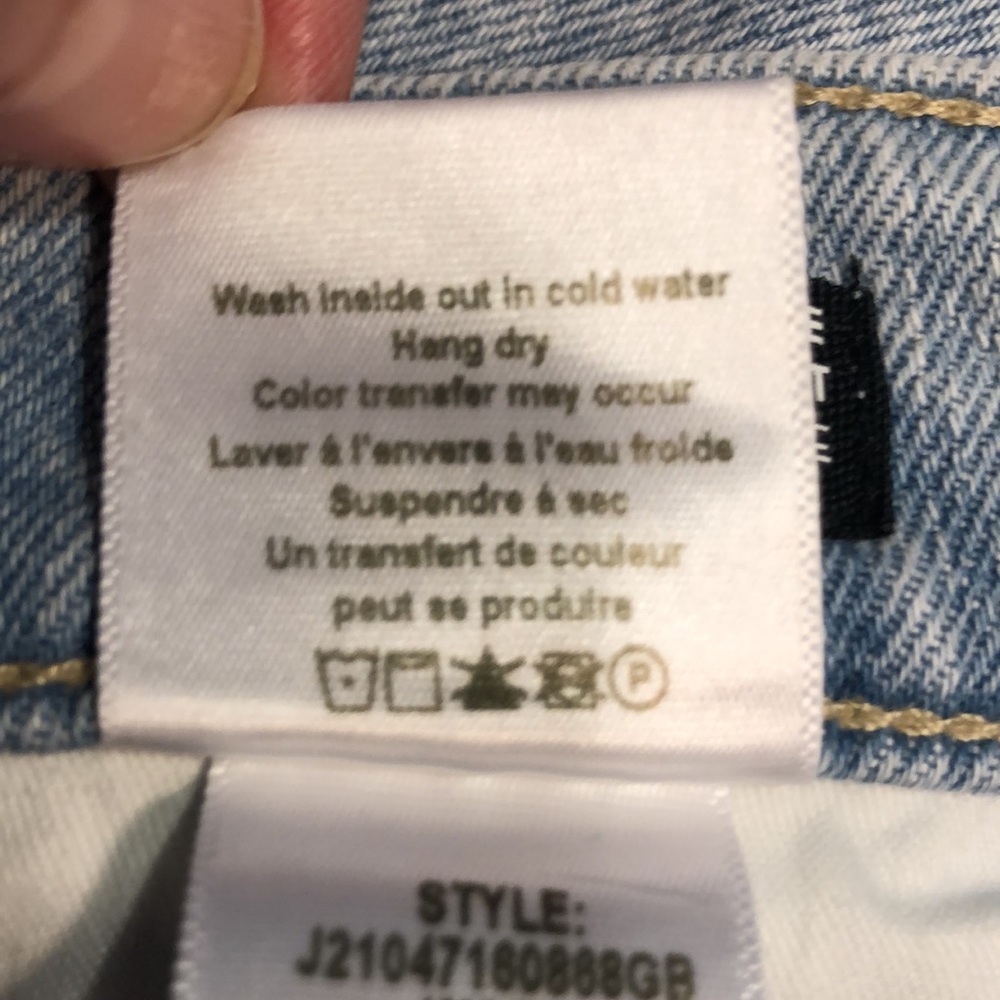 Wash inside out in cold water
Hang dry
Color transfer may occur
Laver à l'envers à l'eau froide
Suspendre à sec
Un transfert de couleur
peut se produire
P
STYLE:
J21047160868GB